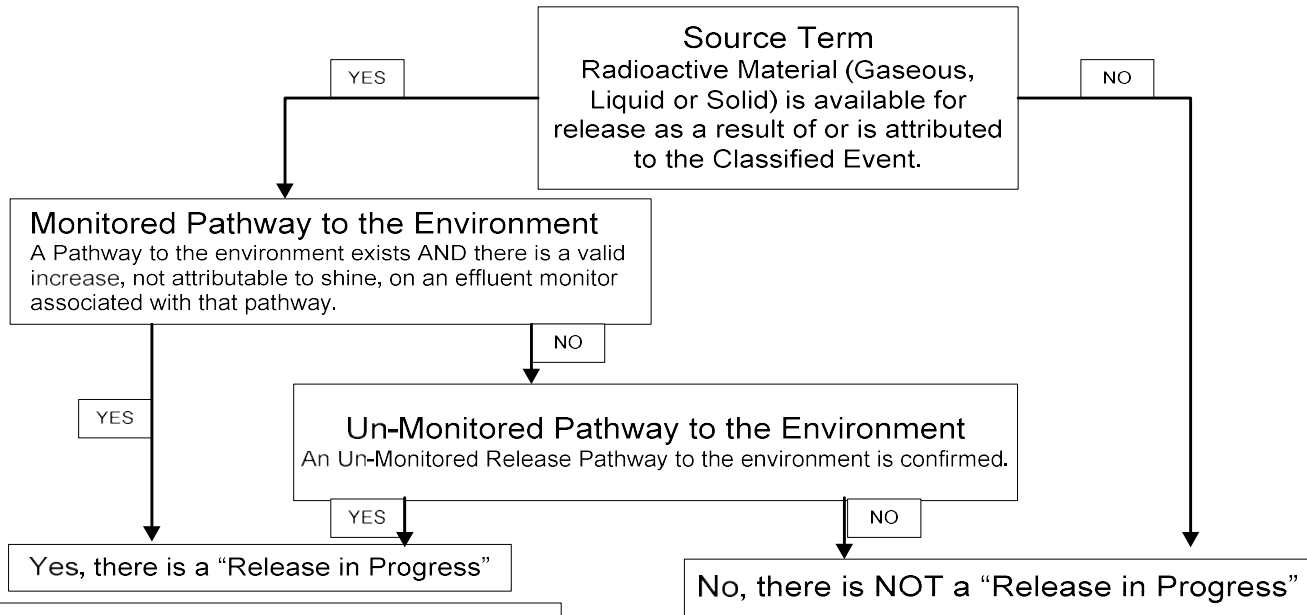 Source Term
Radioactive Material (Gaseous,
Liquid or Solid) is available for
release as a result of or is attributed
to the Classified Event.
YES
NO
Monitored Pathway to the Environment
A Pathway to the environment exists AND there is a valid
increase, not attributable to shine, on an effluent monitor
associated with that pathway.
NO
YES
Un-Monitored Pathway to the Environment
An Un-Monitored Release Pathway to the environment is confirmed.
YES
NO
Yes, there is a “Release in Progress”
No, there is NOT a “Release in Progress”